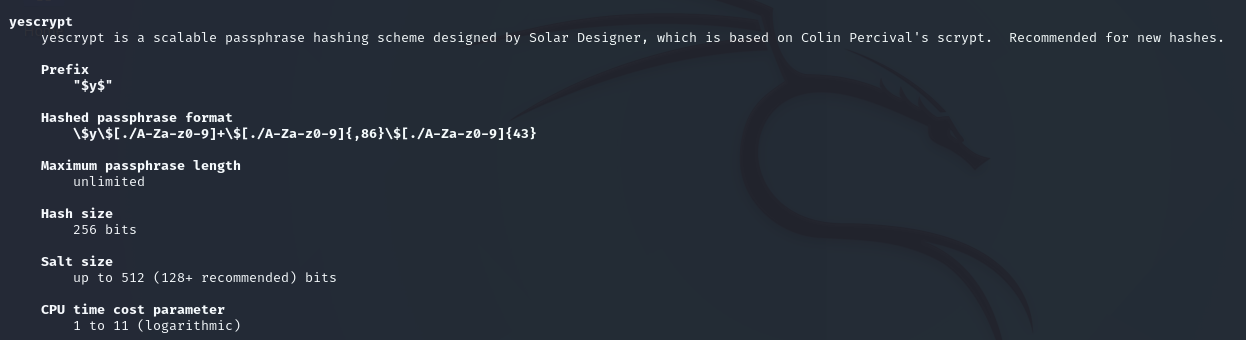 yescrypt
yescrypt is a scalable passphrase hashing scheme designed by Solar Designer, which is based on Colin Percival's scrypt.  Recommended for new hashes.
Prefix
"$y$"
Hashed passphrase format
\$y\$[./A-Za-z0-9]+\$[./A-Za-z0-9]{,86}\$[./A-Za-z0-9]{43}
Maximum passphrase length
unlimited
Hash size
256 bits
Salt size
up to 512 (128+ recommended) bits
CPU time cost parameter
1 to 11 (logarithmic)